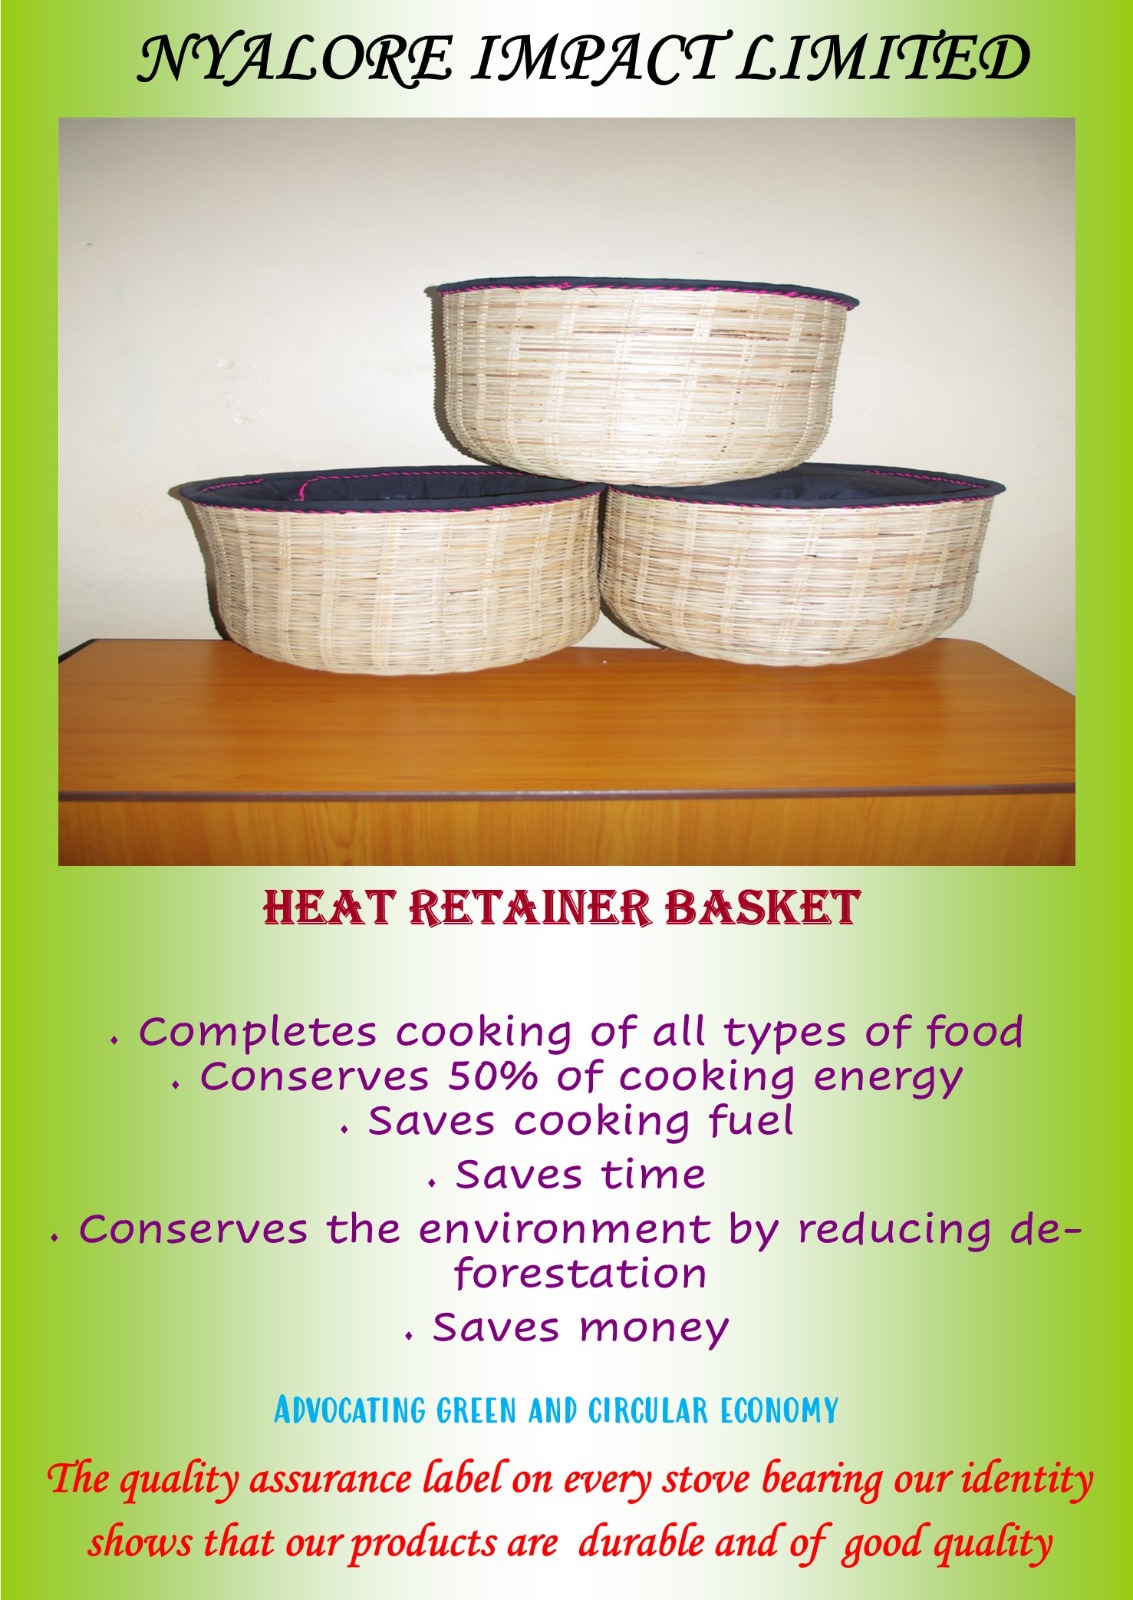 NYALORE IMPACT LIMITED
HEAT RETAINER BASKET
⬧ Completes cooking of all types of food
⬧ Conserves 50% of cooking energy
⬧ Saves cooking fuel
⬧ Saves time
⬧ Conserves the environment by reducing de-
forestation
⬧ Saves money
ADVOCATING GREEN AND CIRCULAR ECONOMY
The quality assurance label on every stove bearing our identity
shows that our products are durable and of good quality